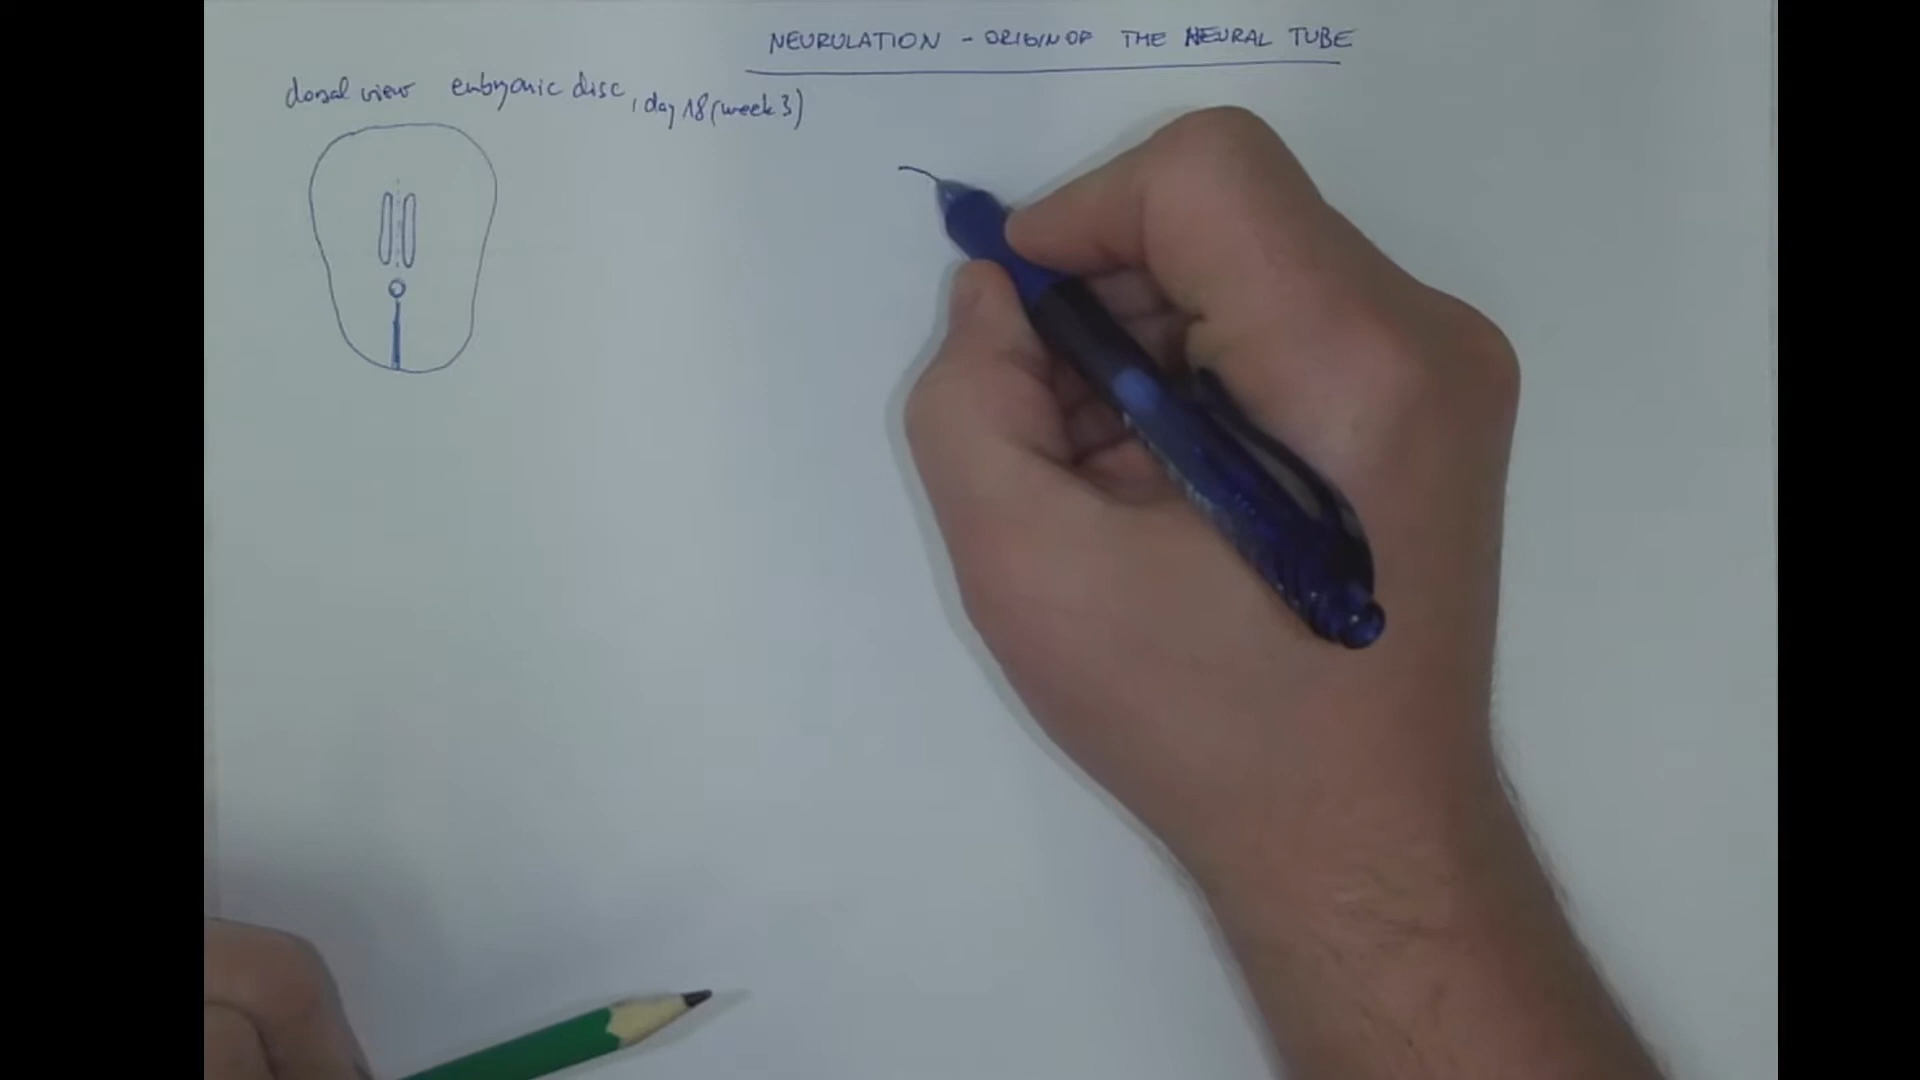 NEURULATION - ORIGIN OF THE NEURAL TUBE
dorsal view embryonic disc, day 18 (week 3)